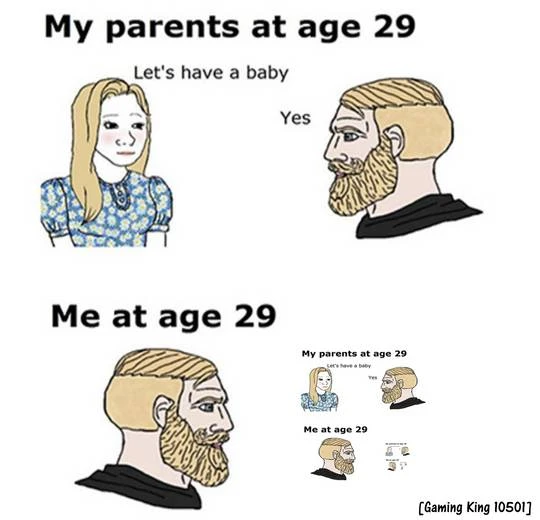 My parents at age 29
Let's have a baby
Yes
Me at age 29
My parents at age 29
Let's have a baby
Yes
Me at age 29
[Gaming King 10501]